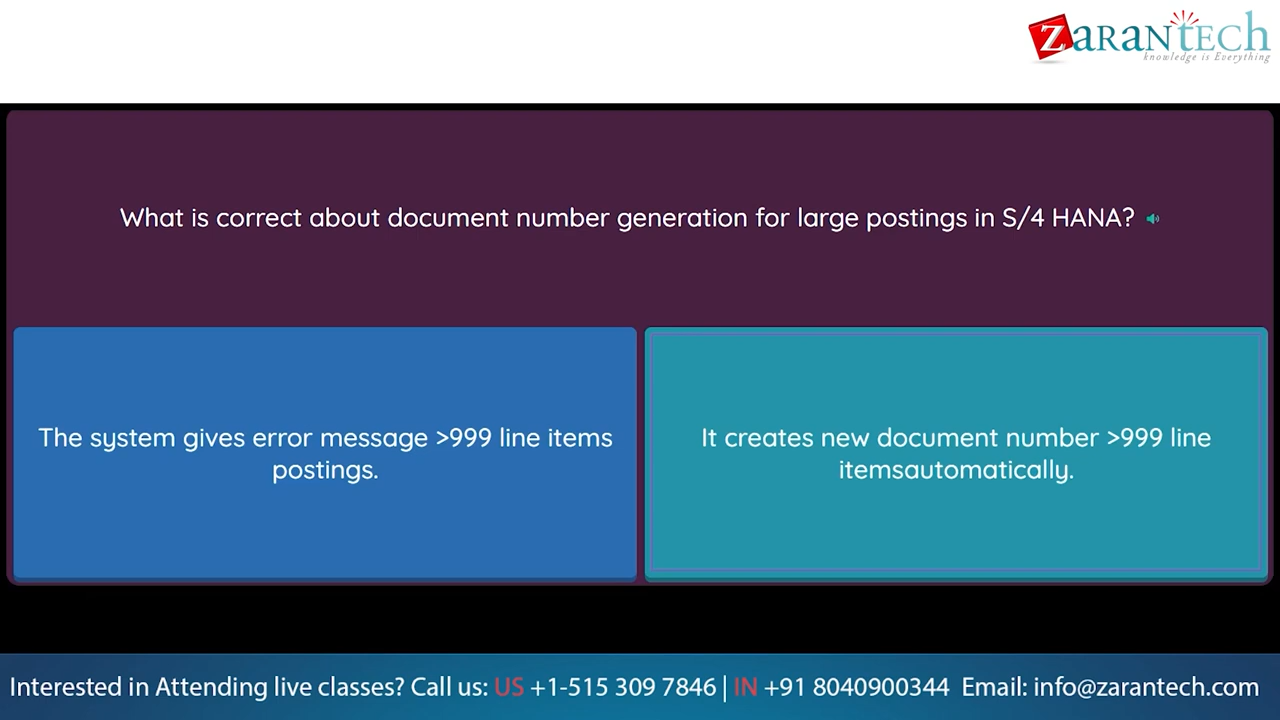 ZARANTECH
knowledge is Everything
What is correct about document number generation for large postings in S/4 HANA?
The system gives error message >999 line items
postings.
It creates new document number >999 line
itemsautomatically.
Interested in Attending live classes? Call us: US +1-515 309 7846 | IN +91 8040900344 Email: info@zarantech.com